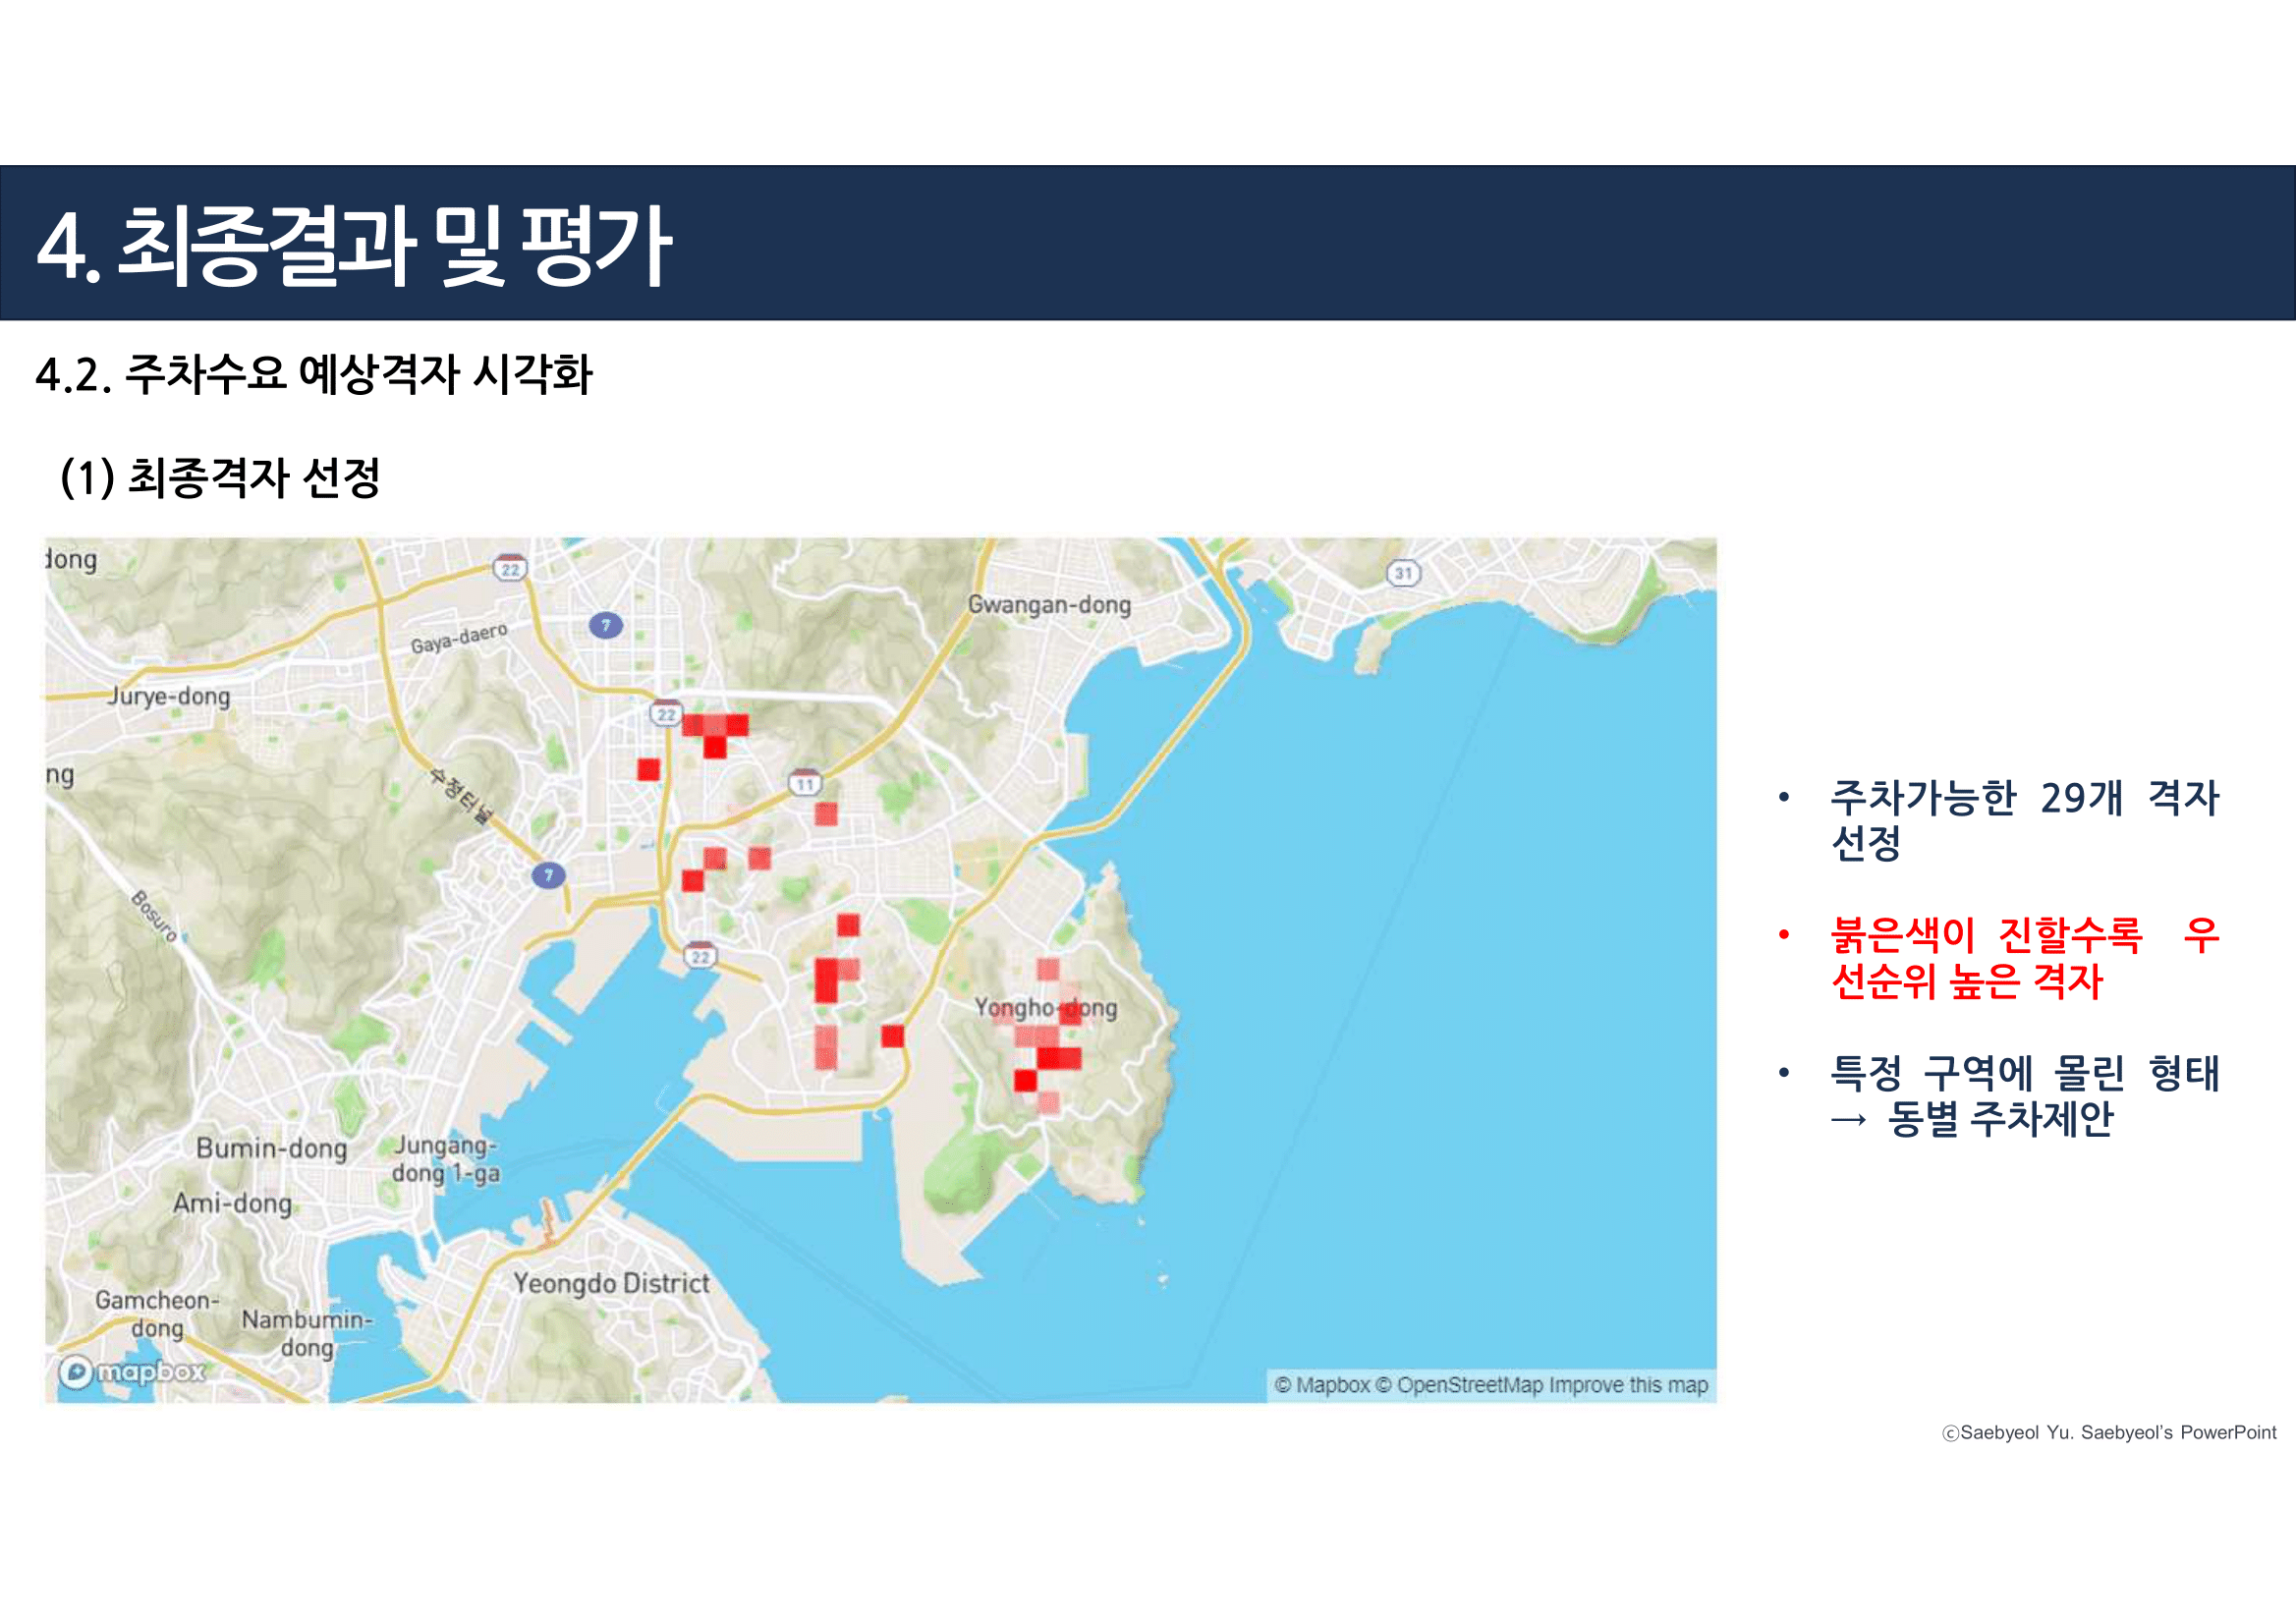 4. 최종결과 및 평가
4.2. 주차수요 예상격자 시각화
(1) 최종격자 선정
dong
22
31
7
Gwangan-dong
Gaya-daero
Jurye-dong
22
ng
11
수정터널
7
Bosuro
22
Yongho-dong
Bumin-dong
Jungang-
dong 1-ga
Ami-dong
Yeongdo District
Gamcheon-
dong
Nambumin-
dong
mapbox
© Mapbox © OpenStreetMap Improve this map
• 주차가능한 29개 격자
선정
• 붉은색이 진할수록 우
선순위 높은 격자
• 특정 구역에 몰린 형태
→ 동별 주차제안
ⓒSaebyeol Yu. Saebyeol's PowerPoint